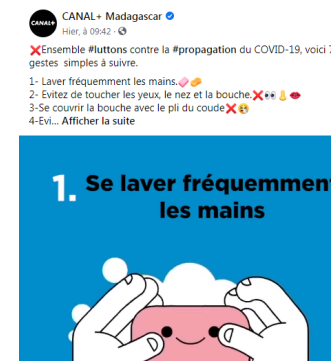 CANAL+
CANAL+ Madagascar
Hier, à 09:42 ·
❌Ensemble #luttons contre la #propagation du COVID-19, voici 7
gestes simples à suivre.
1- Laver fréquemment les mains.🧼🧽
2- Evitez de toucher les yeux, le nez et la bouche.❌👀👃👄
3-Se couvrir la bouche avec le pli du coude❌🤧
4-Evi... Afficher la suite
1. Se laver fréquemment
les mains